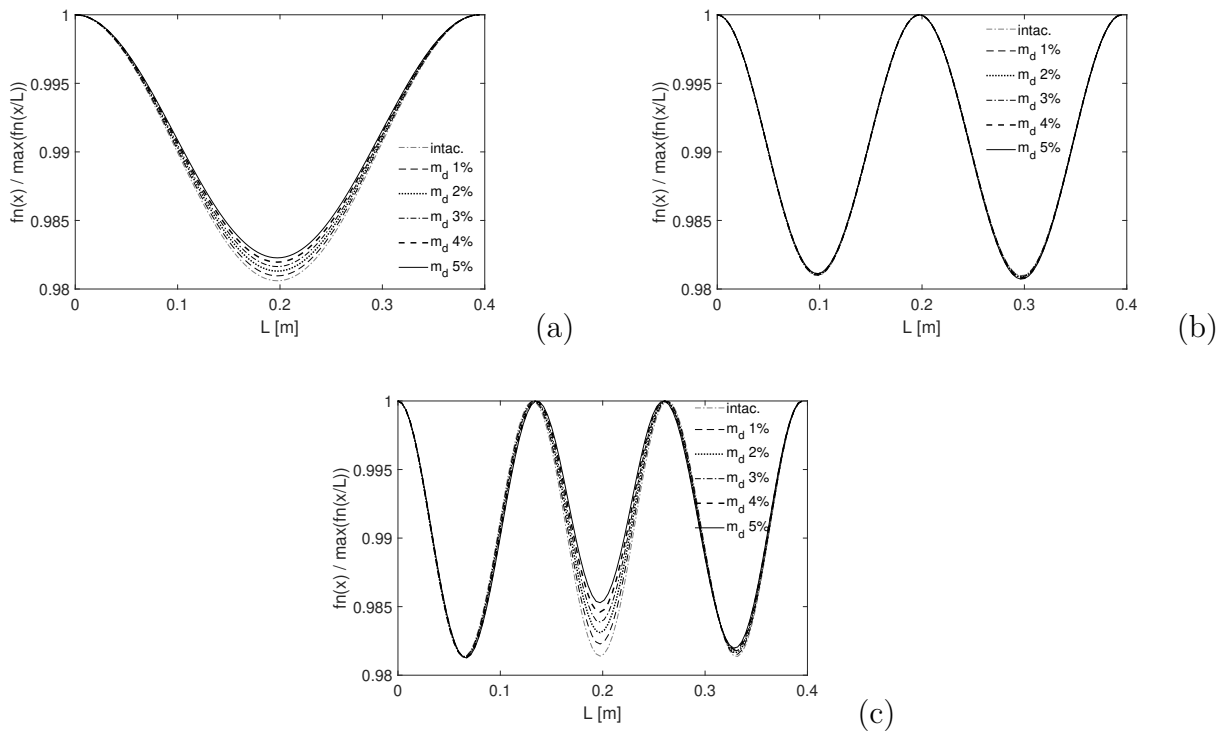 fn(x) / max(fn(x/L))
1
0.995
0.99
0.985
0.98
0
0.1
0.2
0.3
0.4
L [m]
intac.
m_d 1%
m_d 2%
m_d 3%
m_d 4%
m_d 5%
(a)
fn(x) / max(fn(x/L))
1
0.995
0.99
0.985
0.98
0
0.1
0.2
0.3
0.4
L [m]
intac.
m_d 1%
m_d 2%
m_d 3%
m_d 4%
m_d 5%
(b)
fn(x) / max(fn(x/L))
1
0.995
0.99
0.985
0.98
0
0.1
0.2
0.3
0.4
L [m]
intac.
m_d 1%
m_d 2%
m_d 3%
m_d 4%
m_d 5%
(c)